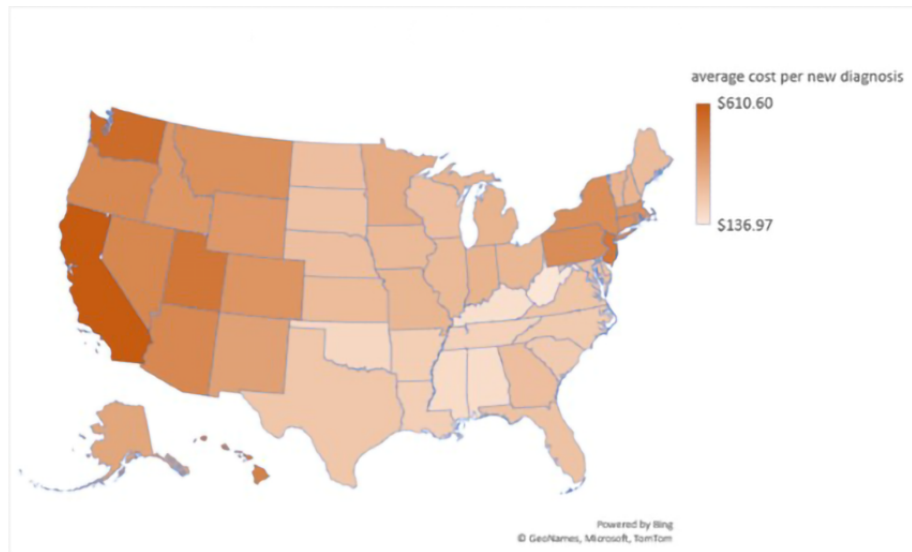 average cost per new diagnosis
$610.60
$136.97
Powered by Bing
© GeoNames, Microsoft, TomTom